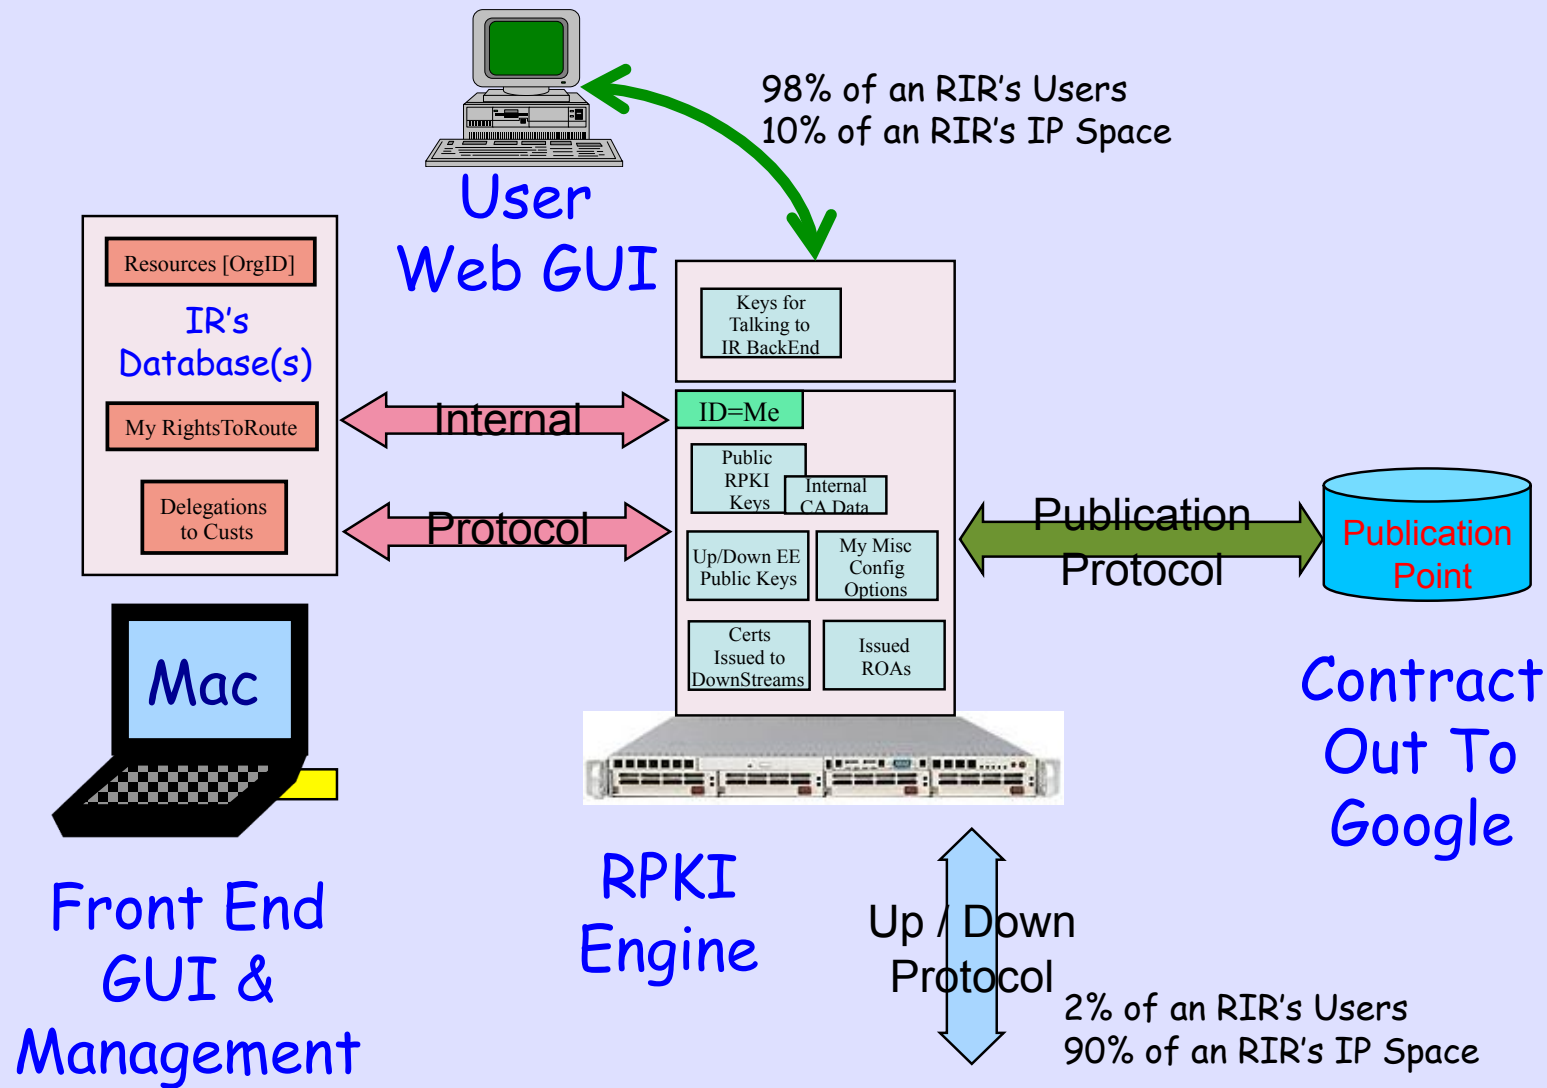 98% of an RIR's Users
10% of an RIR's IP Space
User
Web GUI
Resources [OrgID]
IR's
Database(s)
My RightsToRoute
Delegations
to Custs
Internal
Protocol
Keys for
Talking to
IR BackEnd
ID=Me
Public
RPKI
Keys
Internal
CA Data
Up/Down EE
Public Keys
My Misc
Config
Options
Certs
Issued to
DownStreams
Issued
ROAs
Publication
Protocol
Publication
Point
Contract
Out To
Google
Mac
Front End
GUI &
Management
RPKI
Engine
Up / Down
Protocol
2% of an RIR's Users
90% of an RIR's IP Space